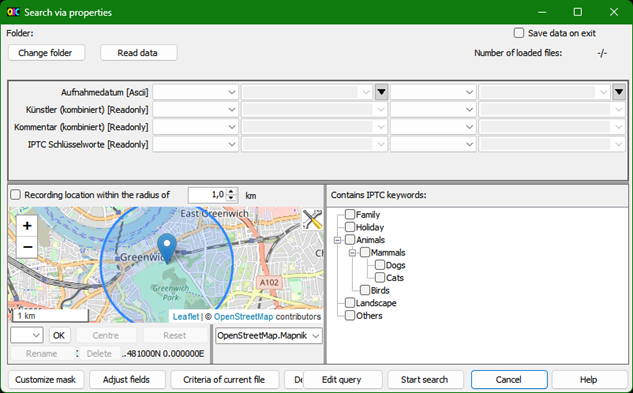 Search via properties
Folder:
Save data on exit
Change folder
Read data
Number of loaded files:
-/-
Aufnahmedatum [Ascii]
Künstler (kombiniert) [Readonly]
Kommentar (kombiniert) [Readonly]
IPTC Schlüsselworte [Readonly]
Recording location within the radius of
1,0
km
Contains IPTC keywords:
+
−
East Greenwich
Greenwich
Greenwich
Park
A102
1 km
Leaflet | © OpenStreetMap contributors
Family
Holiday
Animals
Mammals
Dogs
Cats
Birds
Landscape
Others
OK
Centre
Reset
OpenStreetMap.Mapnik
Rename
Delete
.481000N 0.000000E
Customize mask
Adjust fields
Criteria of current file
De
Edit query
Start search
Cancel
Help